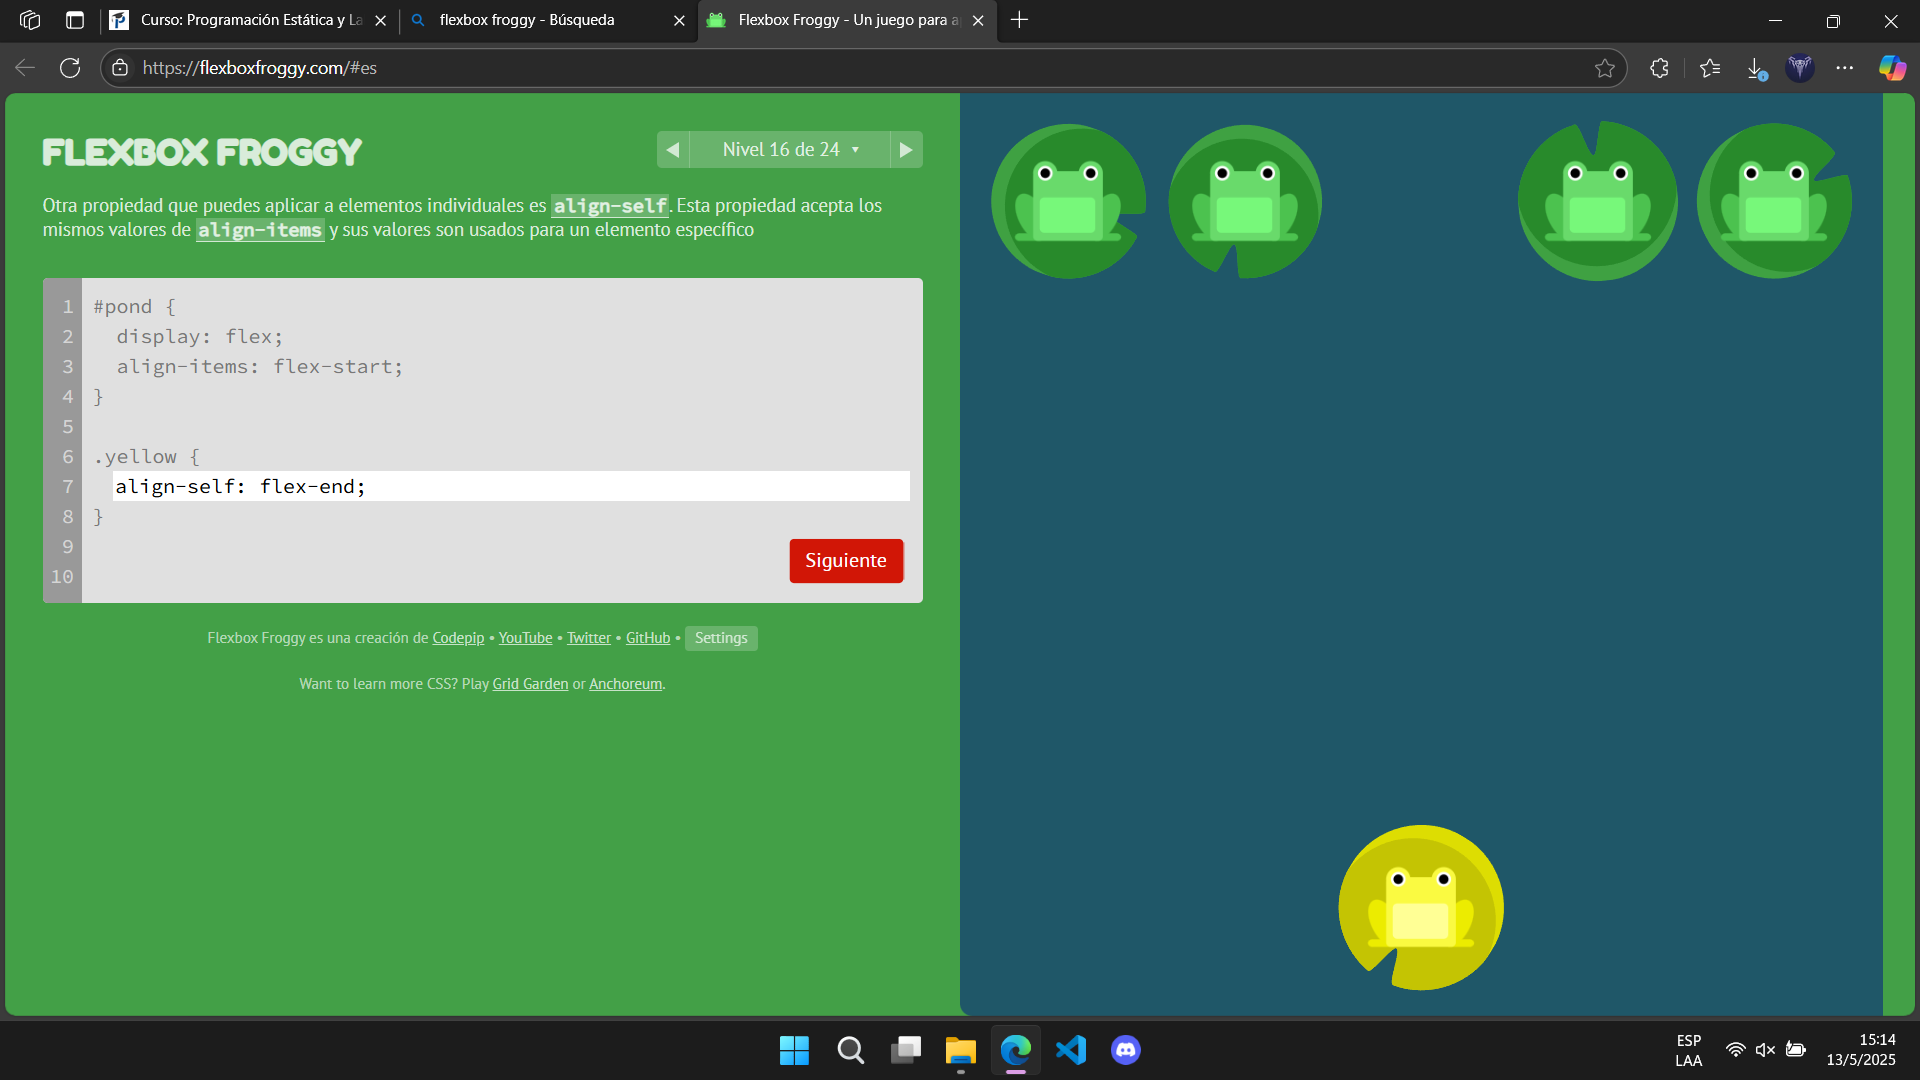 Curso: Programación Estática y La
flexbox froggy - Búsqueda
Flexbox Froggy - Un juego para a
https://flexboxfroggy.com/#es
FLEXBOX FROGGY
Nivel 16 de 24
Otra propiedad que puedes aplicar a elementos individuales es align-self. Esta propiedad acepta los
mismos valores de align-items y sus valores son usados para un elemento específico
1 #pond {
2 display: flex;
3 align-items: flex-start;
4 }
5
6 .yellow {
7 align-self: flex-end;
8 }
9
10
Siguiente
Flexbox Froggy es una creación de Codepip • YouTube • Twitter • GitHub • Settings
Want to learn more CSS? Play Grid Garden or Anchoreum.
ESP
LAA
15:14
13/5/2025